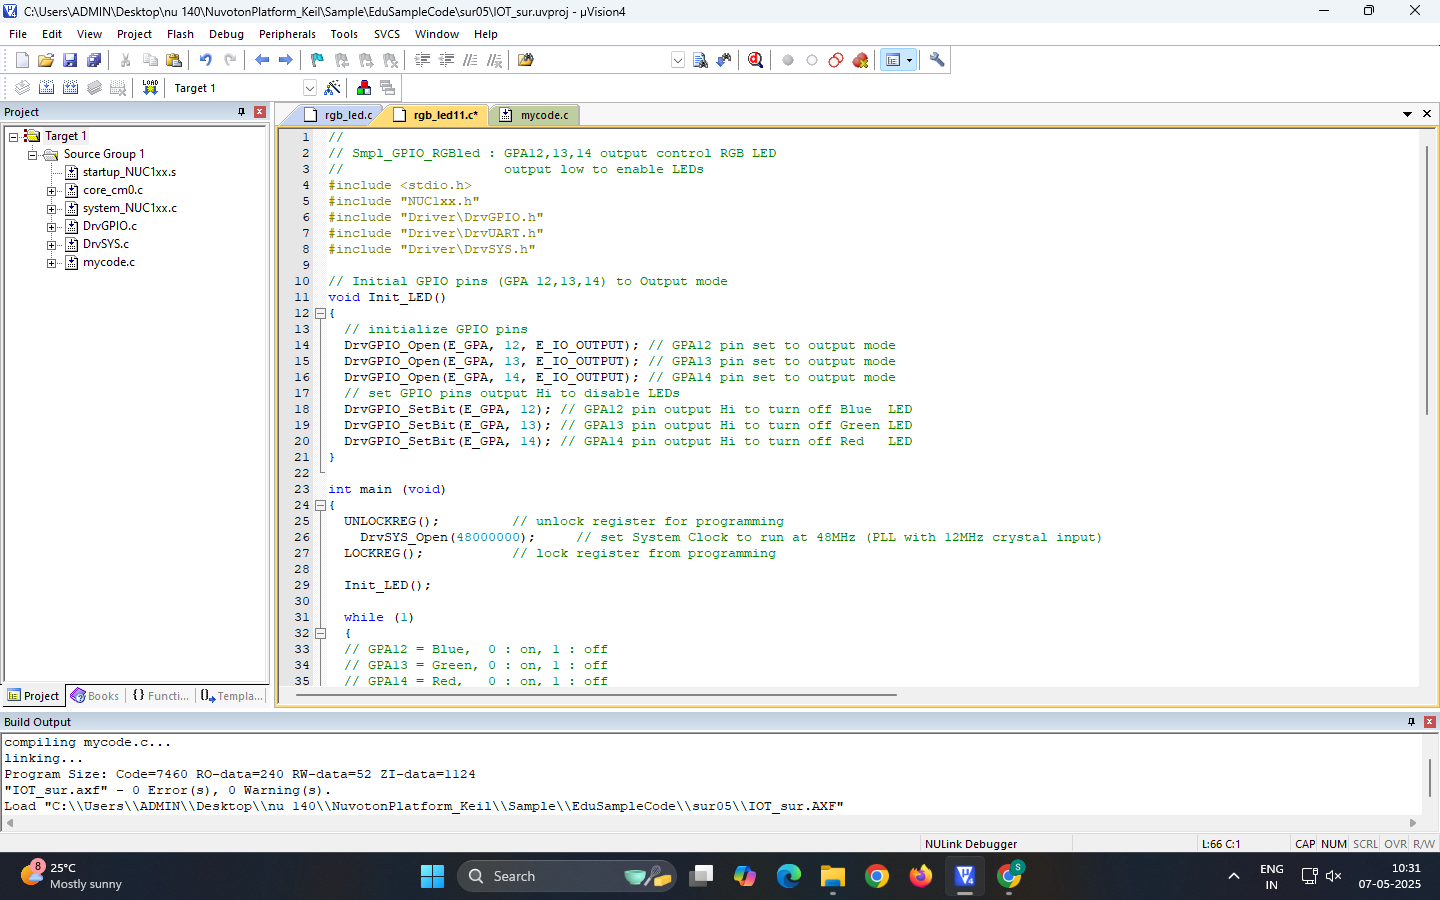 C:\Users\ADMIN\Desktop\nu 140\NuvotonPlatform_Keil\Sample\EduSampleCode\sur05\IOT_sur.uvproj - µVision4
File Edit View Project Flash Debug Peripherals Tools SVCS Window Help
LOAD Target 1
Project
rgb_led.c rgb_led11.c* mycode.c
Target 1
Source Group 1
startup_NUC1xx.s
core_cm0.c
system_NUC1xx.c
DrvGPIO.c
DrvSYS.c
mycode.c
Project Books {} Functi... 0 Templa...
1 //
2 // Smpl_GPIO_RGBled : GPA12,13,14 output control RGB LED
3 // output low to enable LEDs
4 #include <stdio.h>
5 #include "NUC1xx.h"
6 #include "Driver\DrvGPIO.h"
7 #include "Driver\DrvUART.h"
8 #include "Driver\DrvSYS.h"
9
10 // Initial GPIO pins (GPA 12,13,14) to Output mode
11 void Init_LED()
12 {
13 // initialize GPIO pins
14 DrvGPIO_Open(E_GPA, 12, E_IO_OUTPUT); // GPA12 pin set to output mode
15 DrvGPIO_Open(E_GPA, 13, E_IO_OUTPUT); // GPA13 pin set to output mode
16 DrvGPIO_Open(E_GPA, 14, E_IO_OUTPUT); // GPA14 pin set to output mode
17 // set GPIO pins output Hi to disable LEDs
18 DrvGPIO_SetBit(E_GPA, 12); // GPA12 pin output Hi to turn off Blue LED
19 DrvGPIO_SetBit(E_GPA, 13); // GPA13 pin output Hi to turn off Green LED
20 DrvGPIO_SetBit(E_GPA, 14); // GPA14 pin output Hi to turn off Red LED
21 }
22
23 int main (void)
24 {
25 UNLOCKREG(); // unlock register for programming
26 DrvSYS_Open(48000000); // set System Clock to run at 48MHz (PLL with 12MHz crystal input)
27 LOCKREG(); // lock register from programming
28
29 Init_LED();
30
31 while (1)
32 {
33 // GPA12 = Blue, 0 : on, 1 : off
34 // GPA13 = Green, 0 : on, 1 : off
35 // GPA14 = Red, 0 : on, 1 : off
Build Output
compiling mycode.c...
linking...
Program Size: Code=7460 RO-data=240 RW-data=52 ZI-data=1124
"IOT_sur.axf" - 0 Error(s), 0 Warning(s).
Load "C:\\Users\\ADMIN\\Desktop\\nu 140\\NuvotonPlatform_Keil\\Sample\\EduSampleCode\\sur05\\IOT_sur.AXF"
NULink Debugger L:66 C:1 CAP NUM SCRL OVR R/W
8 25°C
Mostly sunny
Search
S
ENG
IN
10:31
07-05-2025